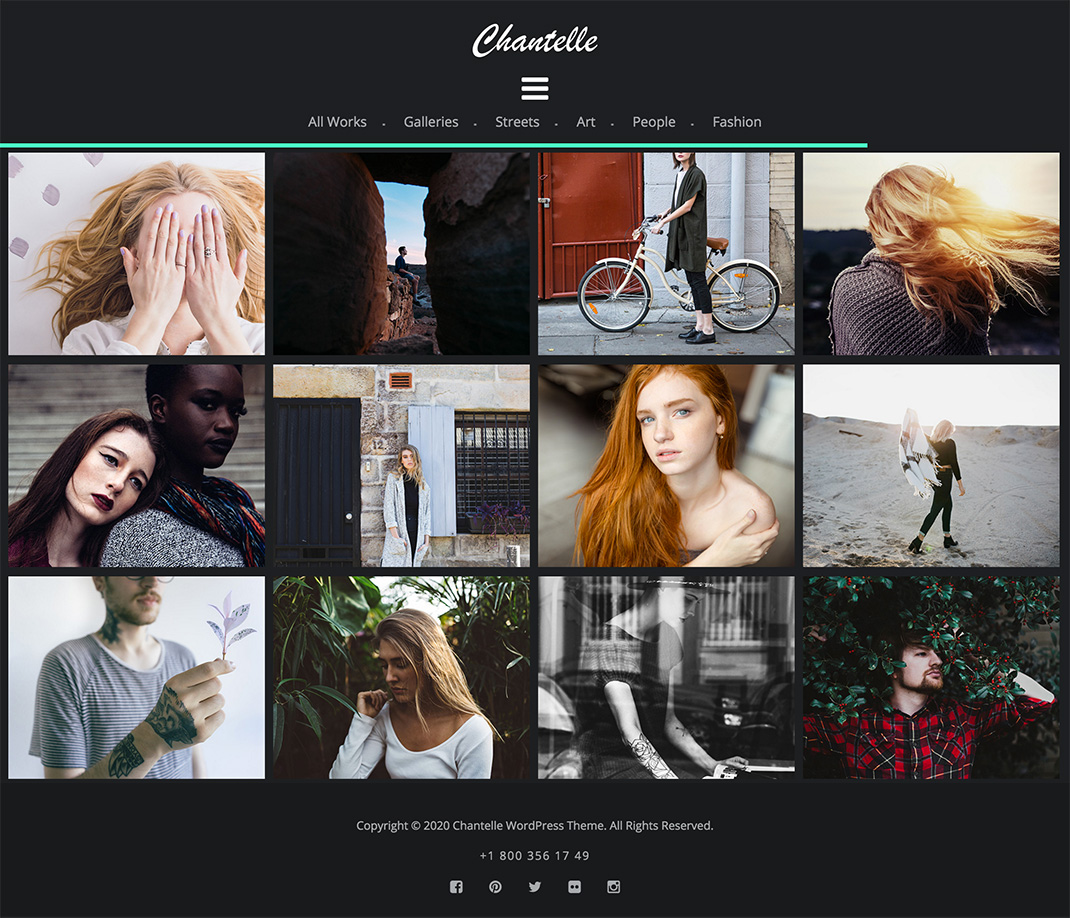 Chantelle
All Works - Galleries - Streets - Art - People - Fashion
Copyright © 2020 Chantelle WordPress Theme. All Rights Reserved.
+1 800 356 17 49